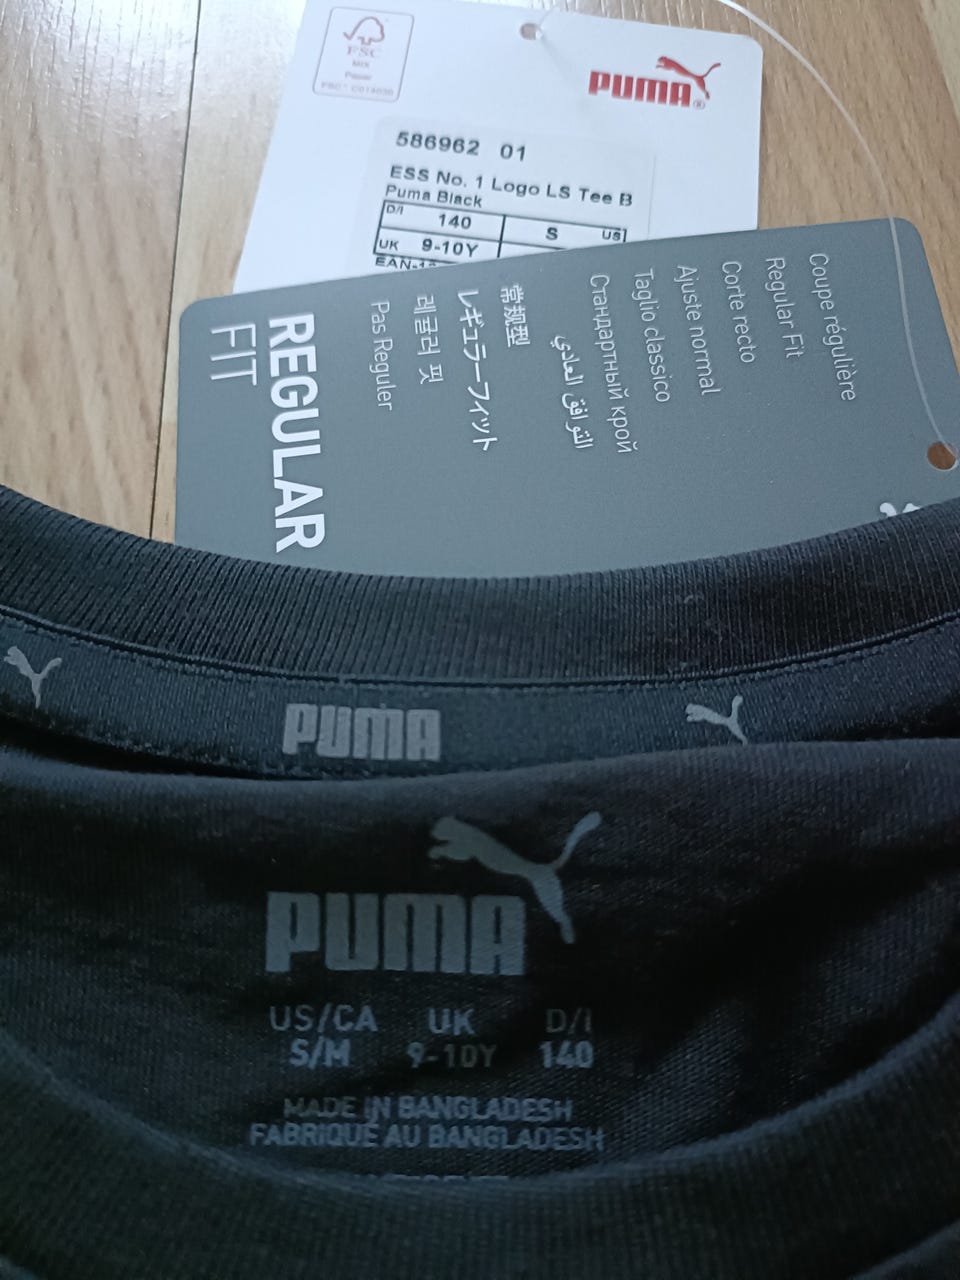 FSC
MIX
Paper
FSC™ C014036
PUMA®
586962 01
ESS No. 1 Logo LS Tee B
Puma Black
D/I 140 S US
UK 9-10Y
Coupe régulière
Regular Fit
Corte recto
Ajuste normal
Taglio classico
Стандартный крой
التوافق العادي
常规型
レギュラーフィット
레귤러 핏
Pas Reguler
REGULAR
FIT
PUMA
PUMA
US/CA UK D/I
S/M 9-10Y 140
MADE IN BANGLADESH
FABRIQUÉ AU BANGLADESH